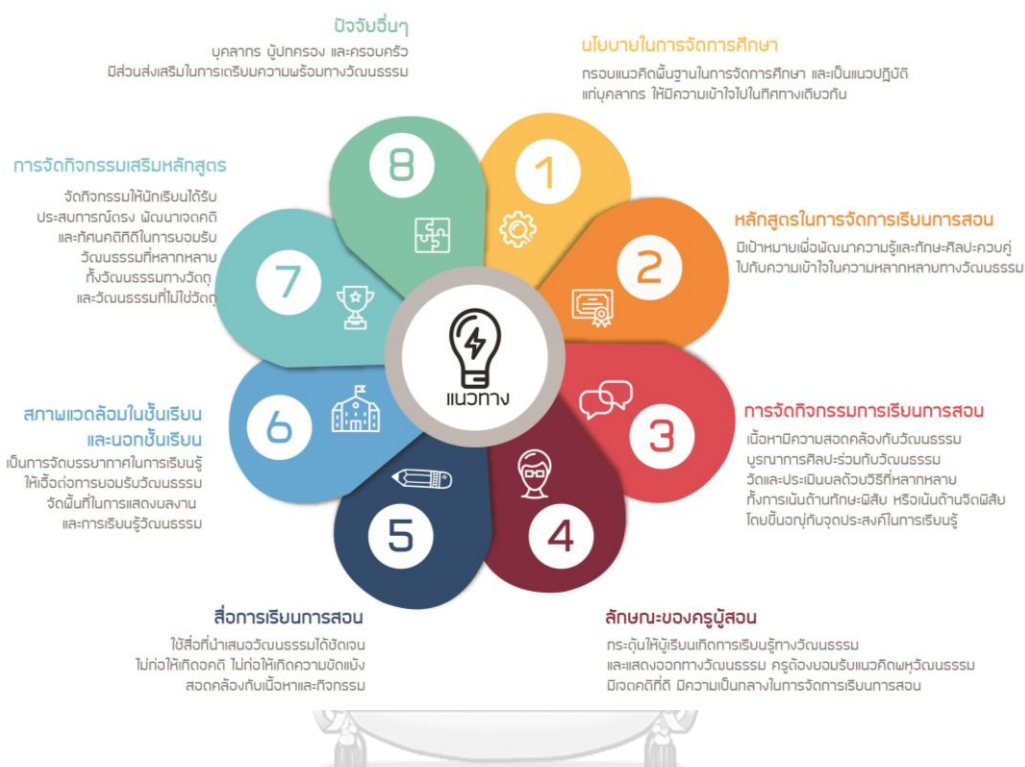 ปัจจัยอื่นๆ
บุคลากร ผู้ปกครอง และครอบครัว
มีส่วนส่งเสริมในการเตรียมความพร้อมทางวัฒนธรรม
นโยบายในการจัดการศึกษา
กรอบแนวคิดพื้นฐานในการจัดการศึกษา และเป็นแนวปฏิบัติ
แก่บุคลากร ให้มีความเข้าใจไปในทิศทางเดียวกัน
8
1
การจัดกิจกรรมเสริมหลักสูตร
จัดกิจกรรมให้นักเรียนได้รับ
ประสบการณ์ตรง พัฒนาเจตคติ
และทัศนคติที่ดีในการยอมรับ
วัฒนธรรมที่หลากหลาย
ทั้งวัฒนธรรมทางวัตถุ
และวัฒนธรรมที่ไม่ใช่วัตถุ
7
2
หลักสูตรในการจัดการเรียนการสอน
มีเป้าหมายเพื่อพัฒนาความรู้และทักษะศิลปะควบคู่
ไปกับความเข้าใจในความหลากหลายทางวัฒนธรรม
แนวทาง
สภาพแวดล้อมในชั้นเรียน
และนอกชั้นเรียน
เป็นการจัดบรรยากาศในการเรียนรู้
ให้เอื้อต่อการยอมรับวัฒนธรรม
จัดพื้นที่ในการแสดงผลงาน
และการเรียนรู้วัฒนธรรม
6
3
การจัดกิจกรรมการเรียนการสอน
เนื้อหามีความสอดคล้องกับวัฒนธรรม
บูรณาการศิลปะร่วมกับวัฒนธรรม
วัดและประเมินผลด้วยวิธีที่หลากหลาย
ทั้งการเน้นด้านทักษะพิสัย หรือเน้นด้านจิตพิสัย
โดยขึ้นอยู่กับจุดประสงค์ในการเรียนรู้
5
4
สื่อการเรียนการสอน
ใช้สื่อที่นำเสนอวัฒนธรรมได้ชัดเจน
ไม่ก่อให้เกิดอคติ ไม่ก่อให้เกิดความขัดแย้ง
สอดคล้องกับเนื้อหาและกิจกรรม
ลักษณะของครูผู้สอน
กระตุ้นให้ผู้เรียนเกิดการเรียนรู้ทางวัฒนธรรม
และแสดงออกทางวัฒนธรรม ครูต้องยอมรับแนวคิดพหุวัฒนธรรม
มีเจตคติที่ดี มีความเป็นกลางในการจัดการเรียนการสอน